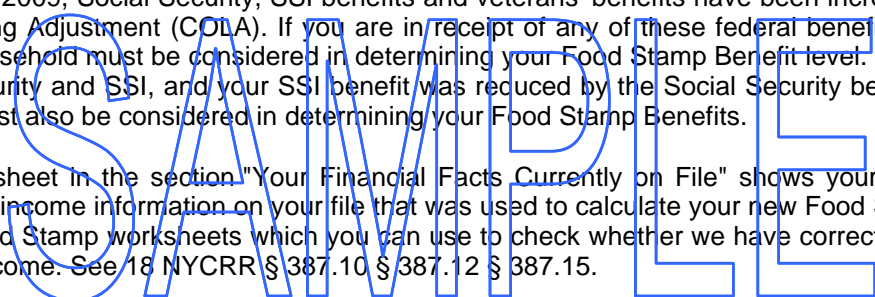 2009, Social Security, SSI benefits and veterans' benefits have been incre
ng Adjustment (COLA). If you are in receipt of any of these federal benefi
sehold must be considered in determining your Food Stamp Benefit level.
urity and SSI, and your SSI benefit was reduced by the Social Security be
st also be considered in determining your Food Stamp Benefits.
sheet in the section "Your Financial Facts Currently on File" shows your
income information on your file that was used to calculate your new Food S
d Stamp worksheets which you can use to check whether we have correct
come. See 18 NYCRR § 387.10 § 387.12 § 387.15.
SAMPLE